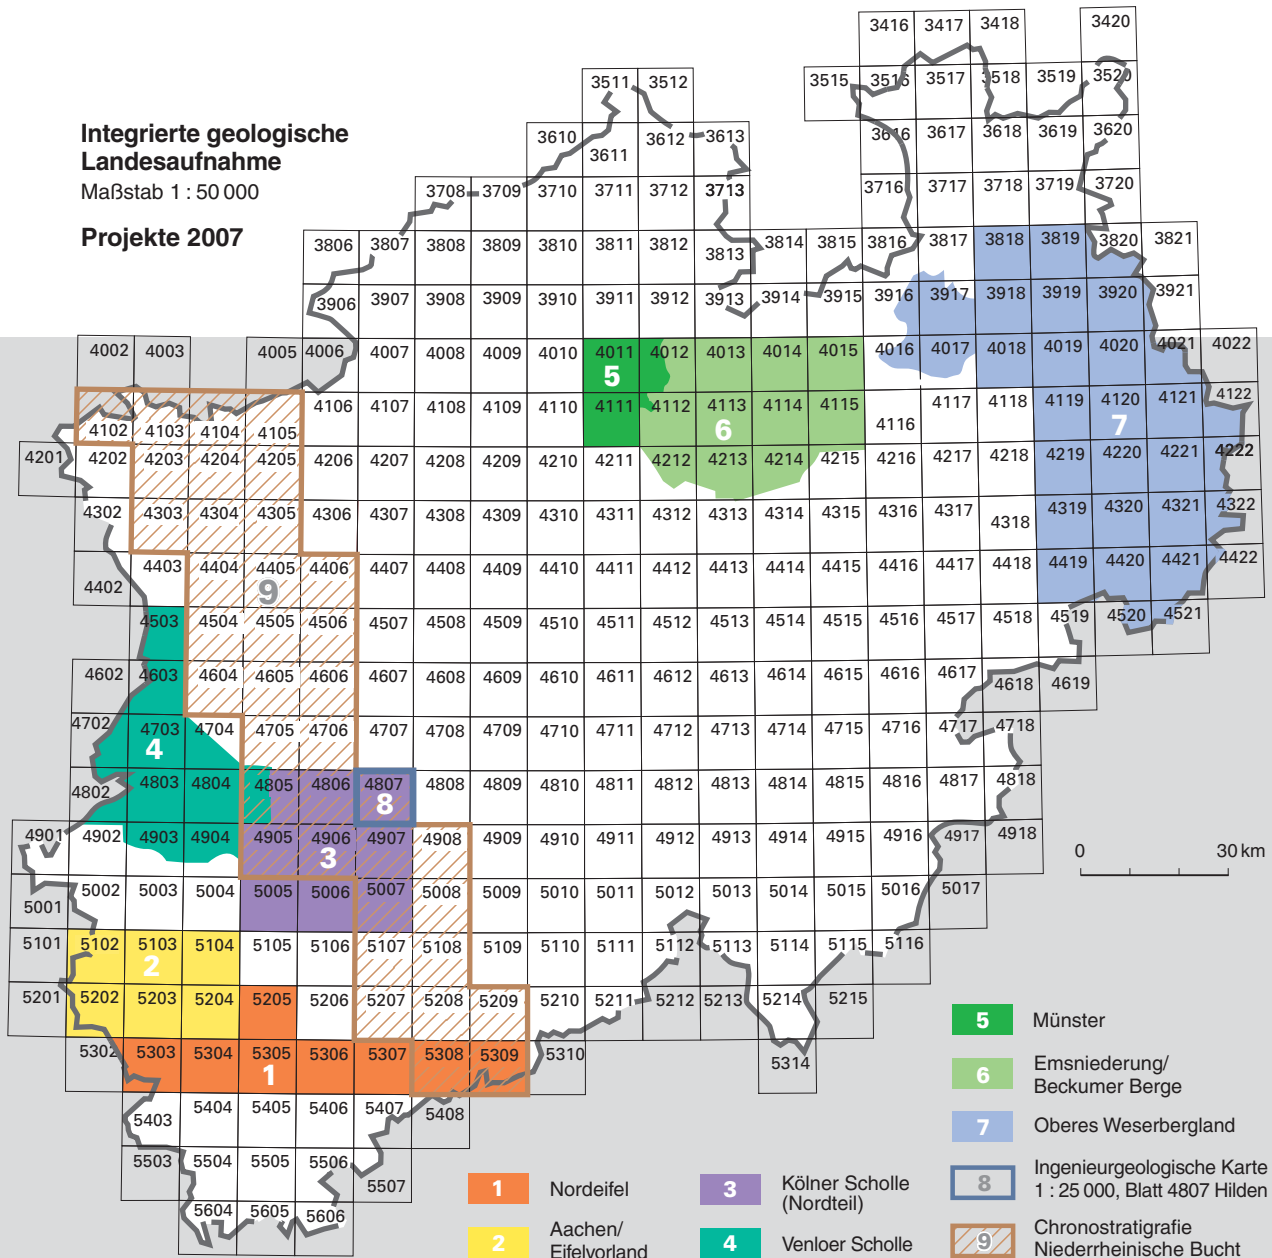 3416 3417 3418 3420
3511 3512 3515 3516 3517 3518 3519 3520
Integrierte geologische
Landesaufnahme
Maßstab 1 : 50 000
Projekte 2007
3610 3611 3612 3613 3616 3617 3618 3619 3620
3708 3709 3710 3711 3712 3713 3716 3717 3718 3719 3720
3806 3807 3808 3809 3810 3811 3812 3813 3814 3815 3816 3817 3818 3819 3820 3821
3906 3907 3908 3909 3910 3911 3912 3913 3914 3915 3916 3917 3918 3919 3920 3921
4002 4003 4005 4006 4007 4008 4009 4010 4011 4012 4013 4014 4015 4016 4017 4018 4019 4020 4021 4022
5
4102 4103 4104 4105 4106 4107 4108 4109 4110 4111 4112 4113 4114 4115 4116 4117 4118 4119 4120 4121 4122
6 7
4201 4202 4203 4204 4205 4206 4207 4208 4209 4210 4211 4212 4213 4214 4215 4216 4217 4218 4219 4220 4221 4222
4302 4303 4304 4305 4306 4307 4308 4309 4310 4311 4312 4313 4314 4315 4316 4317 4318 4319 4320 4321 4322
4402 4403 4404 4405 4406 4407 4408 4409 4410 4411 4412 4413 4414 4415 4416 4417 4418 4419 4420 4421 4422
9
4503 4504 4505 4506 4507 4508 4509 4510 4511 4512 4513 4514 4515 4516 4517 4518 4519 4520 4521
4602 4603 4604 4605 4606 4607 4608 4609 4610 4611 4612 4613 4614 4615 4616 4617 4618 4619
4702 4703 4704 4705 4706 4707 4708 4709 4710 4711 4712 4713 4714 4715 4716 4717 4718
4
4802 4803 4804 4805 4806 4807 4808 4809 4810 4811 4812 4813 4814 4815 4816 4817 4818
8
4901 4902 4903 4904 4905 4906 4907 4908 4909 4910 4911 4912 4913 4914 4915 4916 4917 4918
3
0 30 km
5001 5002 5003 5004 5005 5006 5007 5008 5009 5010 5011 5012 5013 5014 5015 5016 5017
5101 5102 5103 5104 5105 5106 5107 5108 5109 5110 5111 5112 5113 5114 5115 5116
2
5201 5202 5203 5204 5205 5206 5207 5208 5209 5210 5211 5212 5213 5214 5215
5302 5303 5304 5305 5306 5307 5308 5309 5310 5314
1
5403 5404 5405 5406 5407 5408
5503 5504 5505 5506 5507
5604 5605 5606
1 Nordeifel
2 Aachen/
Eifelvorland
3 Kölner Scholle
(Nordteil)
4 Venloer Scholle
5 Münster
6 Emsniederung/
Beckumer Berge
7 Oberes Weserbergland
8 Ingenieurgeologische Karte
1 : 25 000, Blatt 4807 Hilden
9 Chronostratigrafie
Niederrheinische Bucht